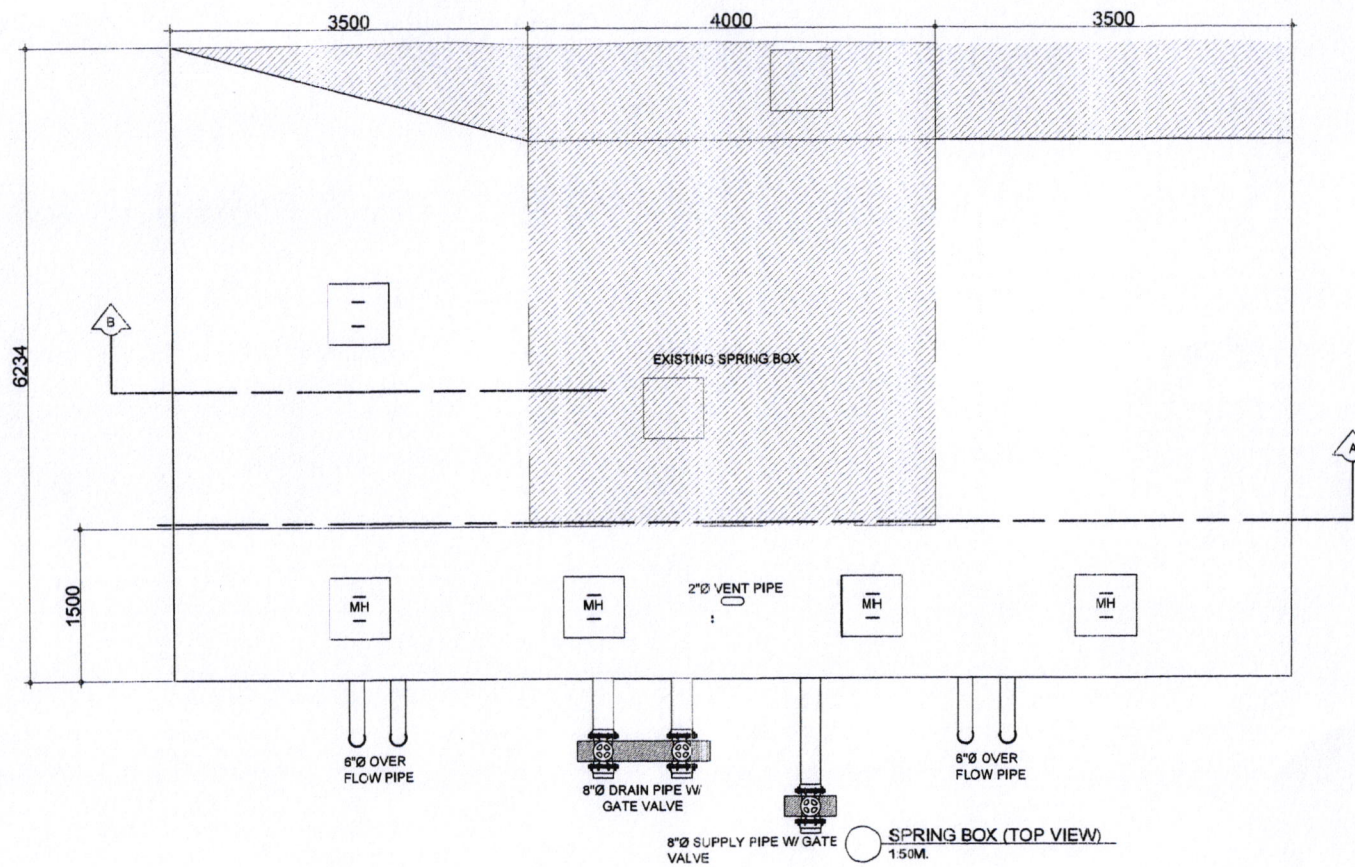 3500
4000
3500
6234
B
EXISTING SPRING BOX
A
1500
MH
MH
2"Ø VENT PIPE
MH
MH
6"Ø OVER
FLOW PIPE
8"Ø DRAIN PIPE W/
GATE VALVE
6"Ø OVER
FLOW PIPE
8"Ø SUPPLY PIPE W/ GATE
VALVE
SPRING BOX (TOP VIEW)
1:50M.